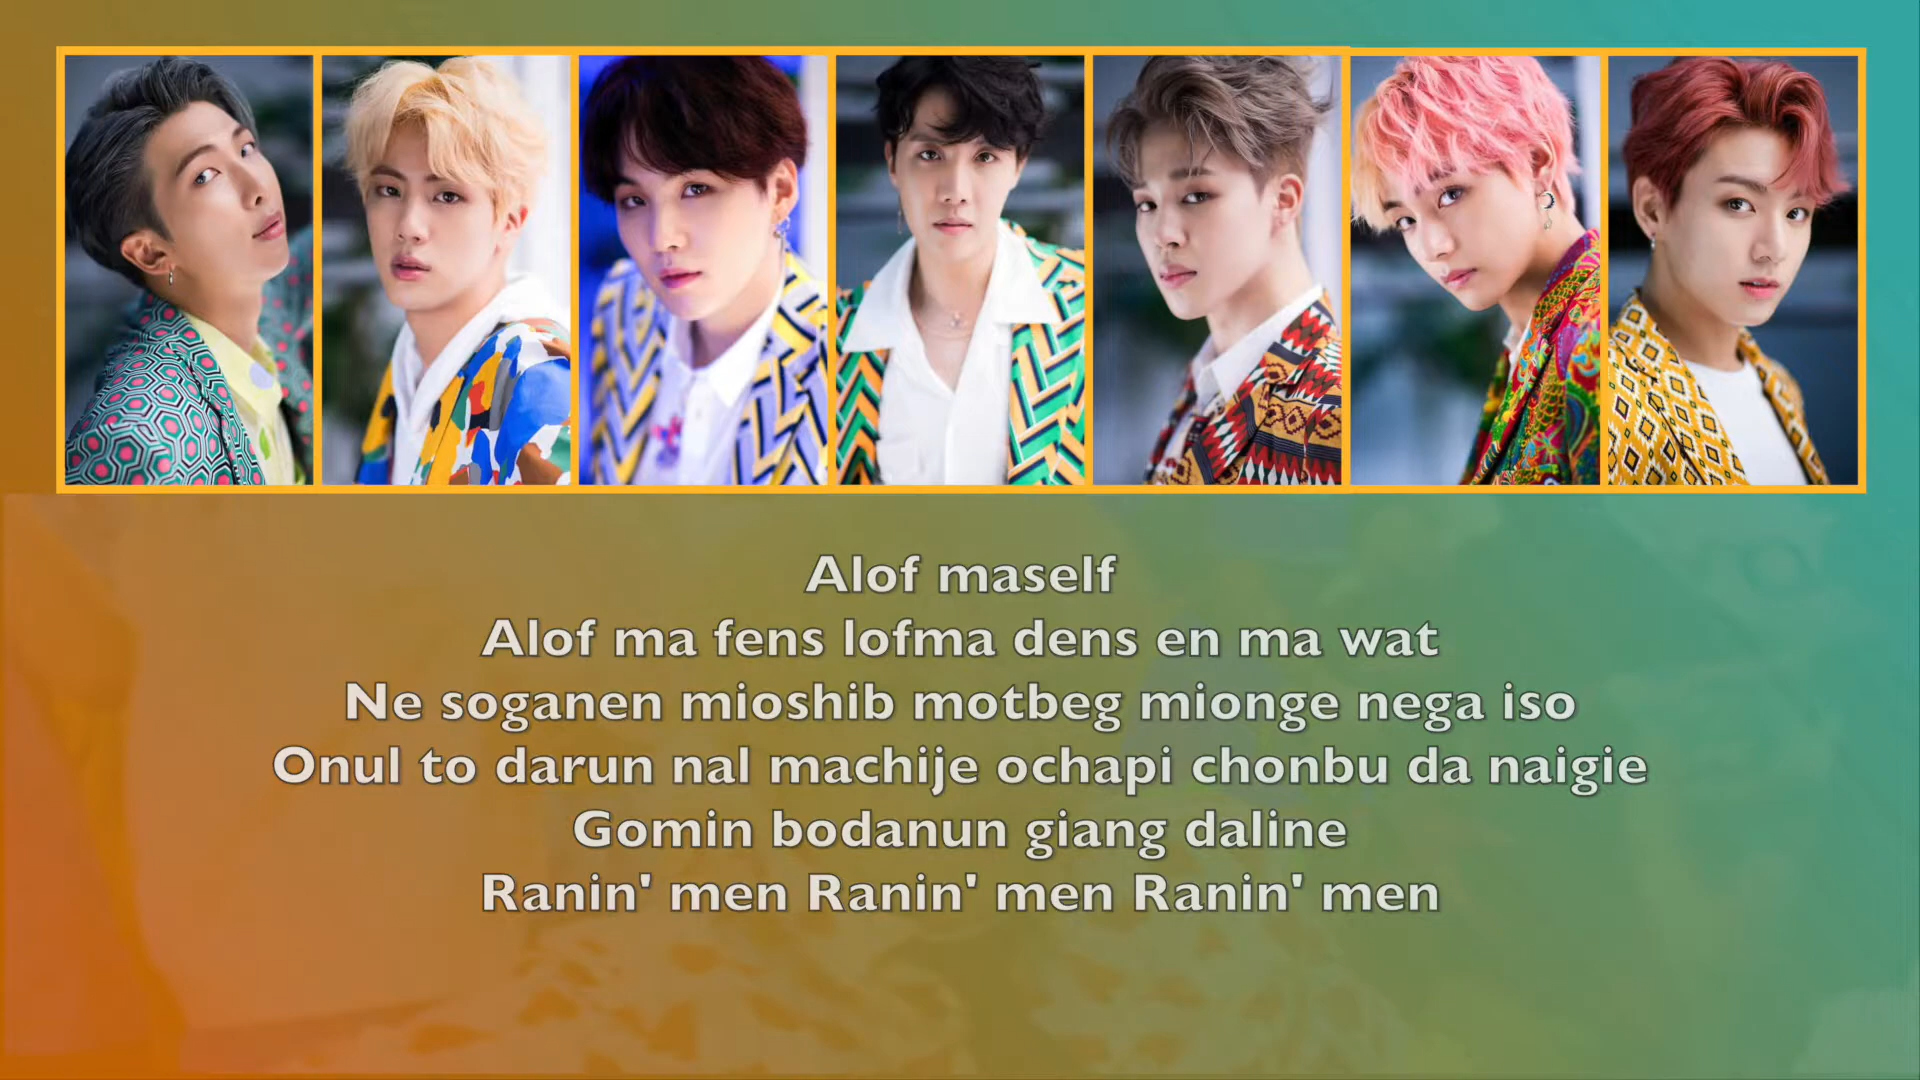 Alof maself
Alof ma fens lofma dens en ma wat
Ne soganen mioshib motbeg mionge nega iso
Onul to darun nal machije ochapi chonbu da naigie
Gomin bodanun giang daline
Ranin' men Ranin' men Ranin' men